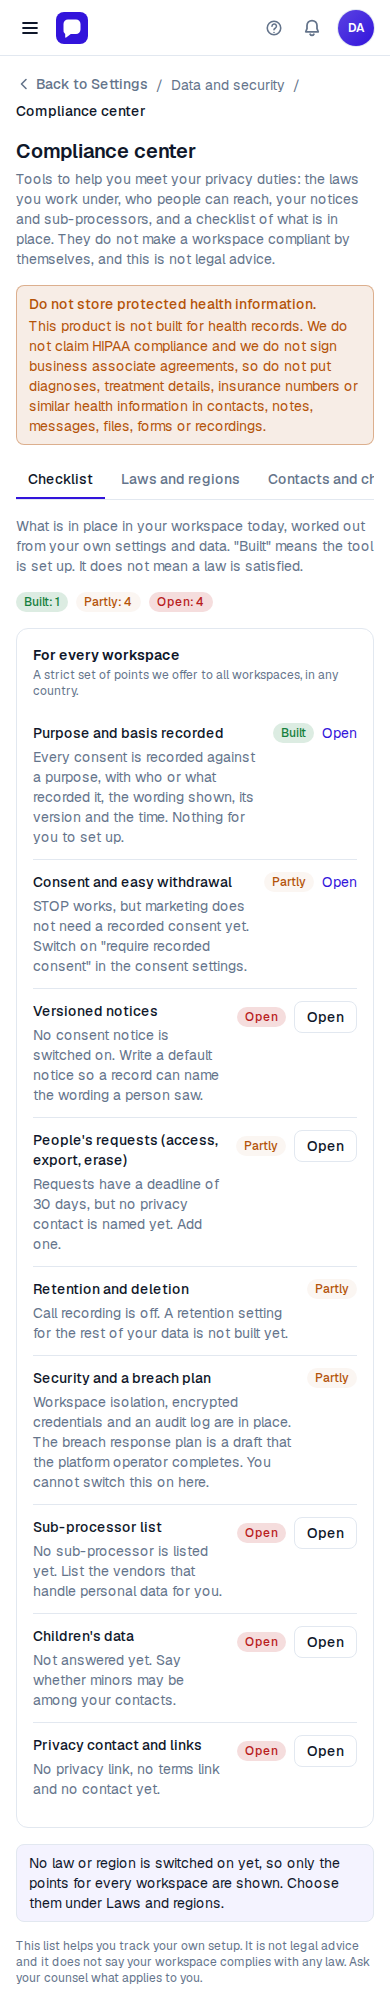 DA
Back to Settings / Data and security /
Compliance center
Compliance center
Tools to help you meet your privacy duties: the laws
you work under, who people can reach, your notices
and sub-processors, and a checklist of what is in
place. They do not make a workspace compliant by
themselves, and this is not legal advice.
Do not store protected health information.
This product is not built for health records. We do
not claim HIPAA compliance and we do not sign
business associate agreements, so do not put
diagnoses, treatment details, insurance numbers or
similar health information in contacts, notes,
messages, files, forms or recordings.
Checklist Laws and regions Contacts and ch
What is in place in your workspace today, worked out
from your own settings and data. "Built" means the tool
is set up. It does not mean a law is satisfied.
Built: 1 Partly: 4 Open: 4
For every workspace
A strict set of points we offer to all workspaces, in any
country.
Purpose and basis recorded Built Open
Every consent is recorded against
a purpose, with who or what
recorded it, the wording shown, its
version and the time. Nothing for
you to set up.
Consent and easy withdrawal Partly Open
STOP works, but marketing does
not need a recorded consent yet.
Switch on "require recorded
consent" in the consent settings.
Versioned notices Open Open
No consent notice is
switched on. Write a default
notice so a record can name
the wording a person saw.
People's requests (access, Partly Open
export, erase)
Requests have a deadline of
30 days, but no privacy
contact is named yet. Add
one.
Retention and deletion Partly
Call recording is off. A retention setting
for the rest of your data is not built yet.
Security and a breach plan Partly
Workspace isolation, encrypted
credentials and an audit log are in place.
The breach response plan is a draft that
the platform operator completes. You
cannot switch this on here.
Sub-processor list Open Open
No sub-processor is listed
yet. List the vendors that
handle personal data for you.
Children's data Open Open
Not answered yet. Say
whether minors may be
among your contacts.
Privacy contact and links Open Open
No privacy link, no terms link
and no contact yet.
No law or region is switched on yet, so only the
points for every workspace are shown. Choose
them under Laws and regions.
This list helps you track your own setup. It is not legal advice
and it does not say your workspace complies with any law. Ask
your counsel what applies to you.